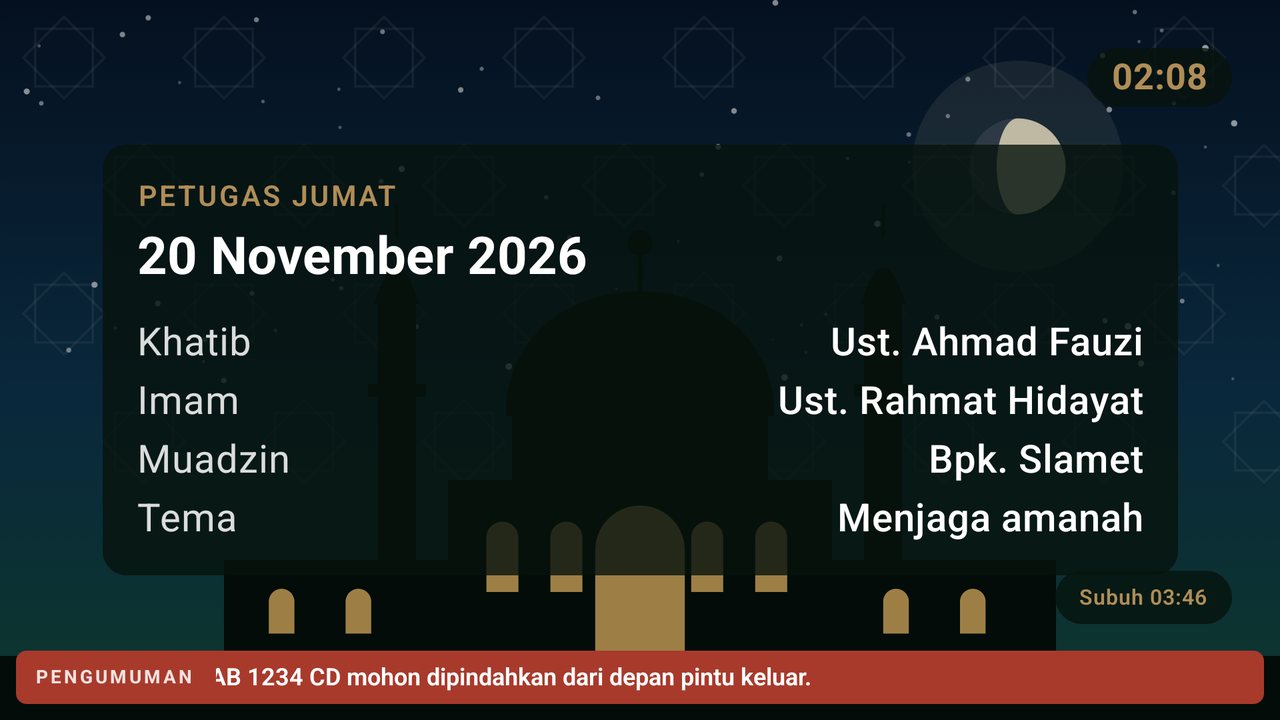 02:08
PETUGAS JUMAT
20 November 2026
Khatib Ust. Ahmad Fauzi
Imam Ust. Rahmat Hidayat
Muadzin Bpk. Slamet
Tema Menjaga amanah
Subuh 03:46
PENGUMUMAN AB 1234 CD mohon dipindahkan dari depan pintu keluar.